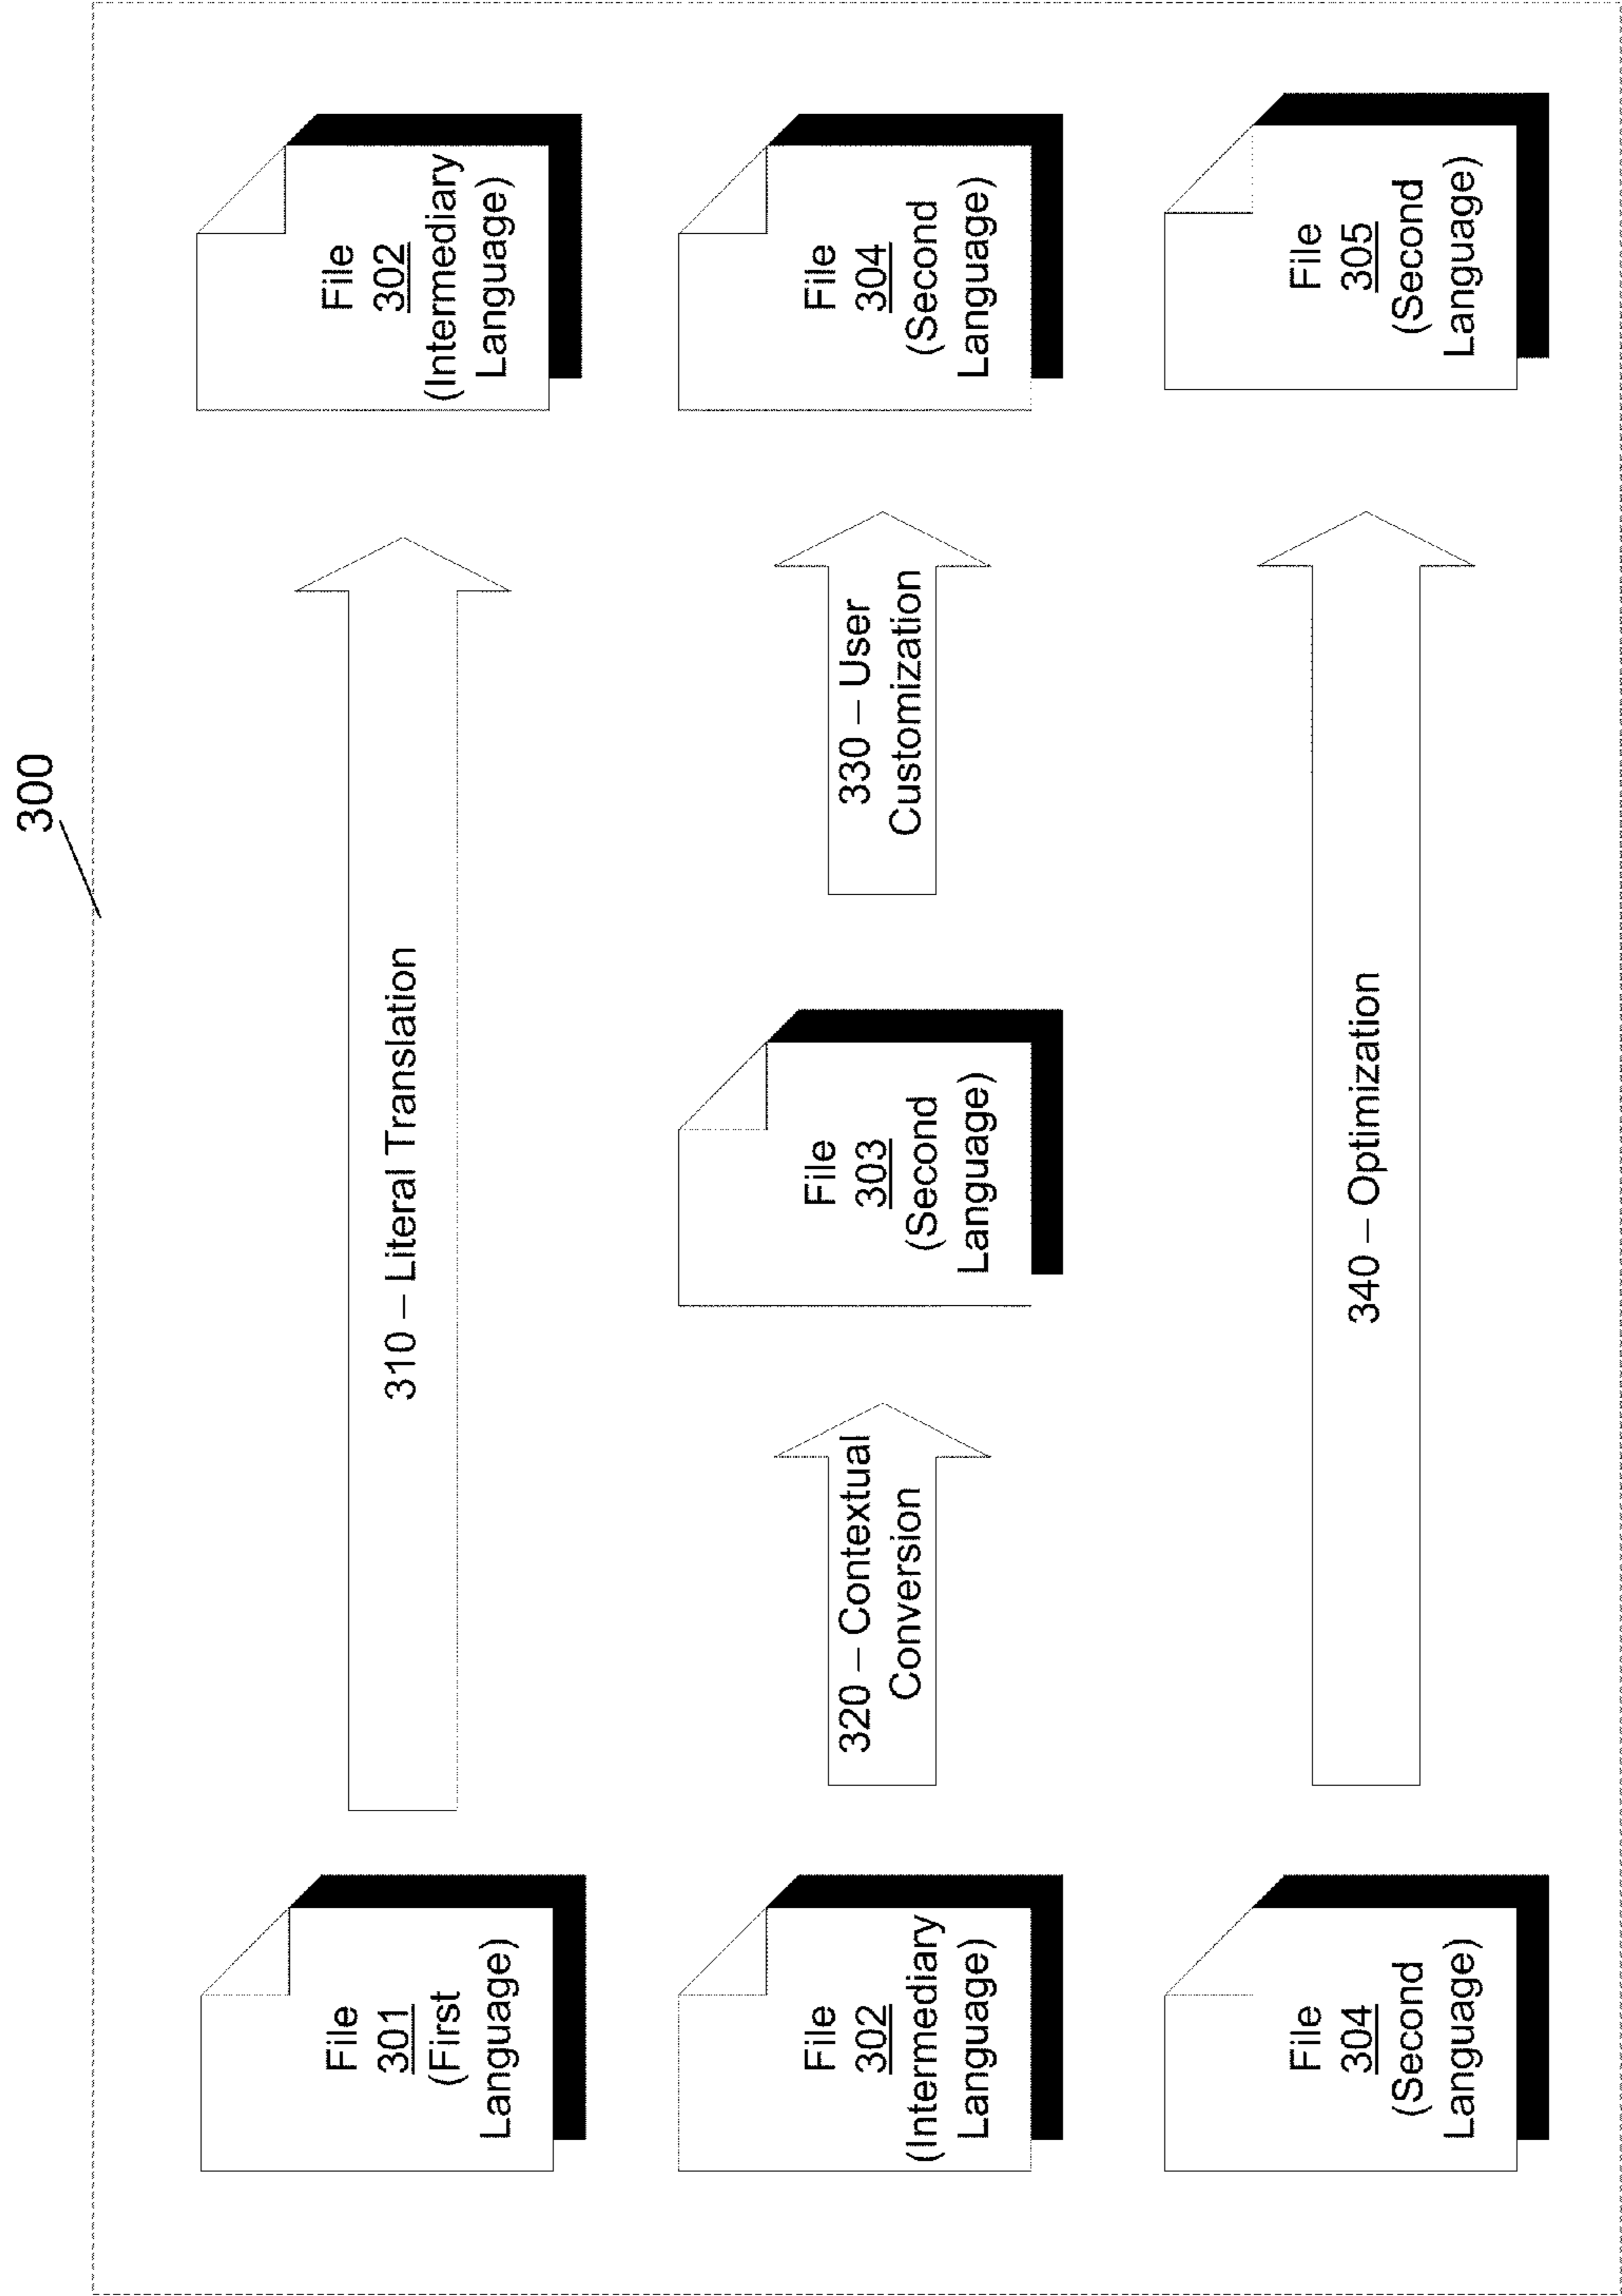 300
File
301
(First
Language)
310 – Literal Translation
File
302
(Intermediary
Language)
File
302
(Intermediary
Language)
320 – Contextual
Conversion
File
303
(Second
Language)
330 – User
Customization
File
304
(Second
Language)
File
304
(Second
Language)
340 – Optimization
File
305
(Second
Language)